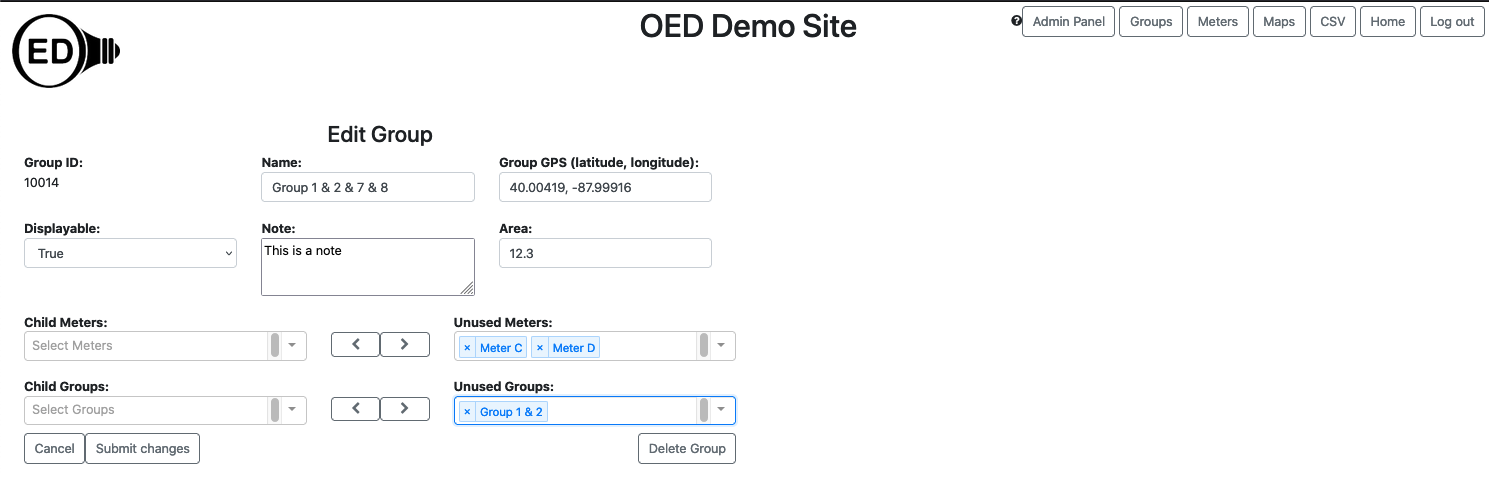 OED Demo Site
? Admin Panel Groups Meters Maps CSV Home Log out
ED
Edit Group
Group ID: Name: Group GPS (latitude, longitude):
10014 Group 1 & 2 & 7 & 8 40.00419, -87.99916
Displayable: Note: Area:
True This is a note 12.3
Child Meters: Unused Meters:
Select Meters < > × Meter C × Meter D
Child Groups: Unused Groups:
Select Groups < > × Group 1 & 2
Cancel Submit changes Delete Group